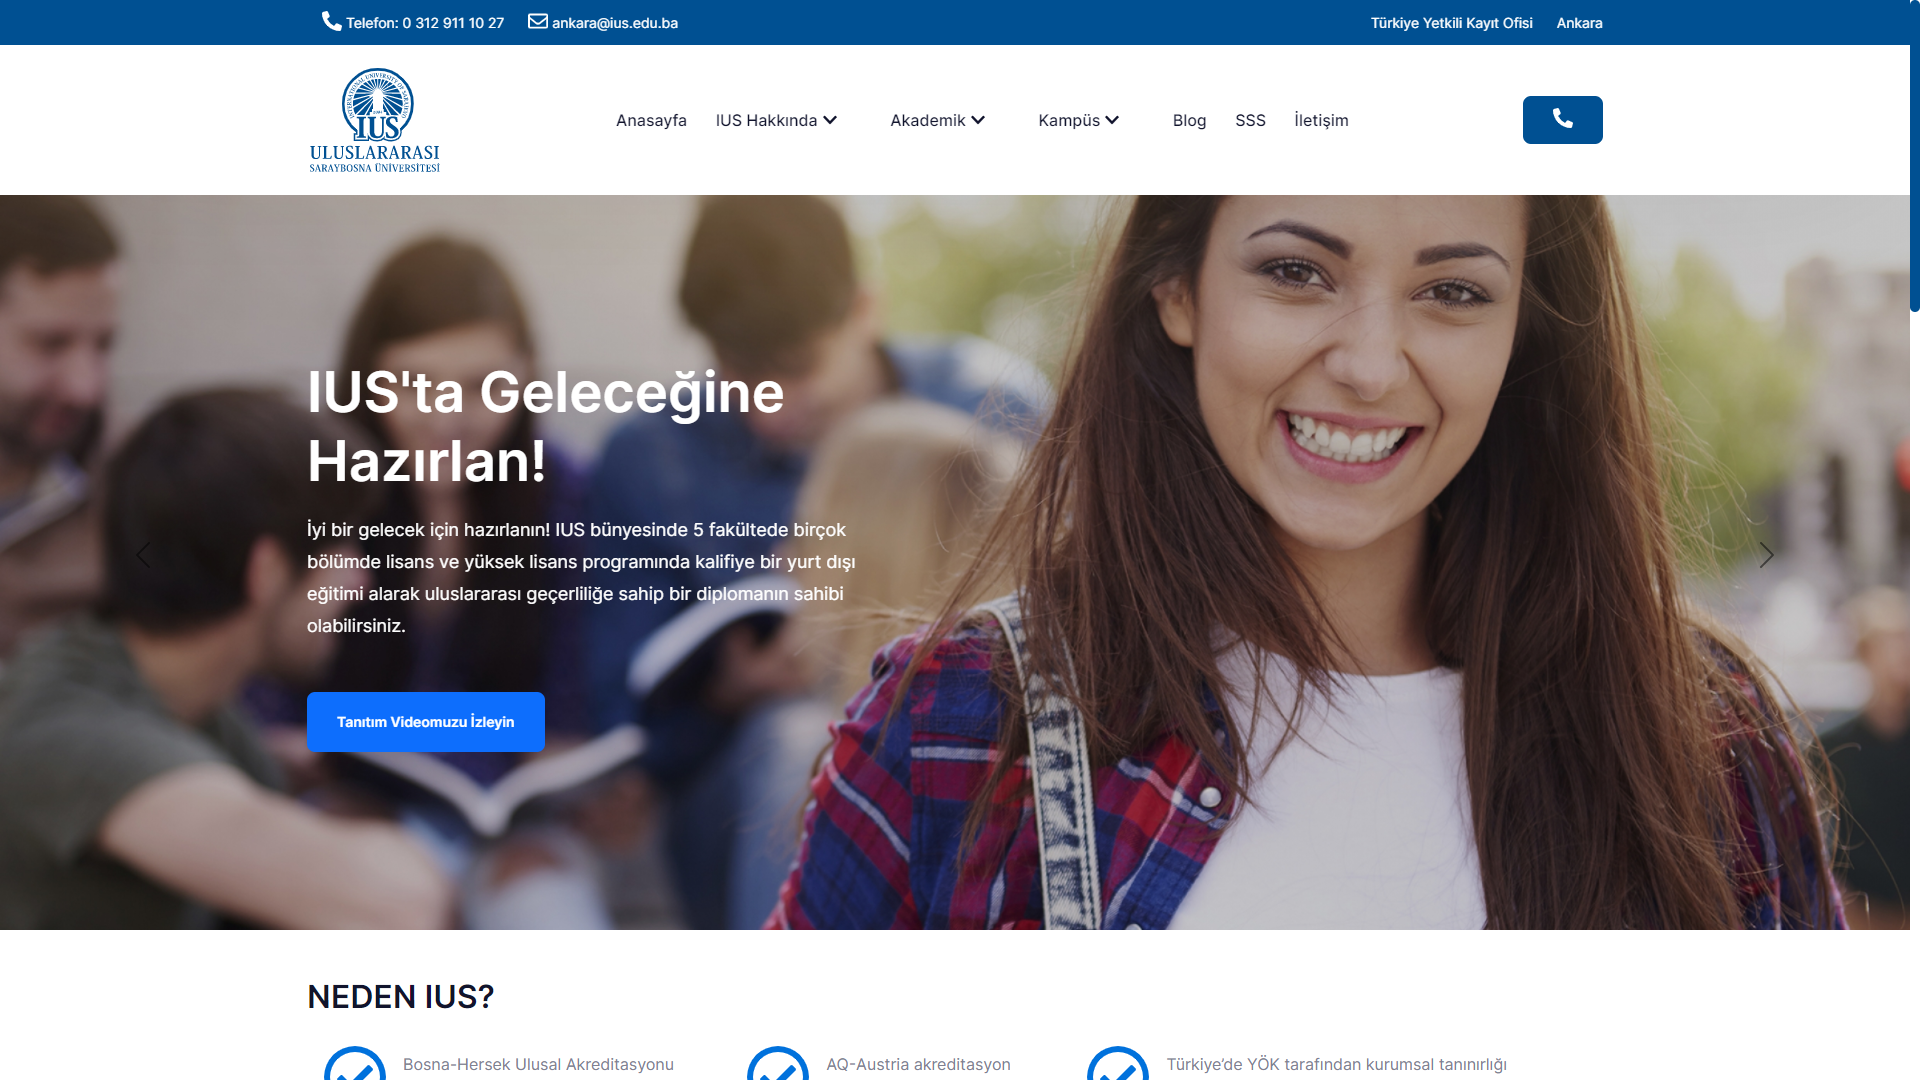 Telefon: 0 312 911 10 27
ankara@ius.edu.ba
Türkiye Yetkili Kayıt Ofisi
Ankara
INTERNATIONAL UNIVERSITY OF SARAJEVO
IUS
ULUSLARARASI
SARAYBOSNA ÜNİVERSİTESİ
Anasayfa
IUS Hakkında
Akademik
Kampüs
Blog
SSS
İletişim
IUS'ta Geleceğine
Hazırlan!
İyi bir gelecek için hazırlanın! IUS bünyesinde 5 fakültede birçok
bölümde lisans ve yüksek lisans programında kalifiye bir yurt dışı
eğitimi alarak uluslararası geçerliliğe sahip bir diplomanın sahibi
olabilirsiniz.
Tanıtım Videomuzu İzleyin
NEDEN IUS?
Bosna-Hersek Ulusal Akreditasyonu
AQ-Austria akreditasyon
Türkiye’de YÖK tarafından kurumsal tanınırlığı